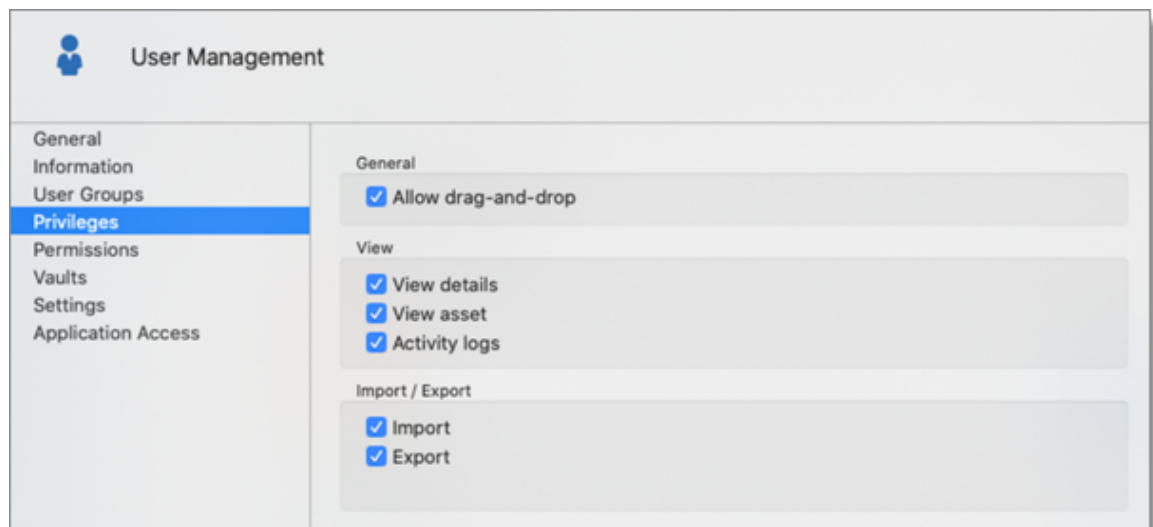 User Management
General
Information
User Groups
Privileges
Permissions
Vaults
Settings
Application Access
General
Allow drag-and-drop
View
View details
View asset
Activity logs
Import / Export
Import
Export